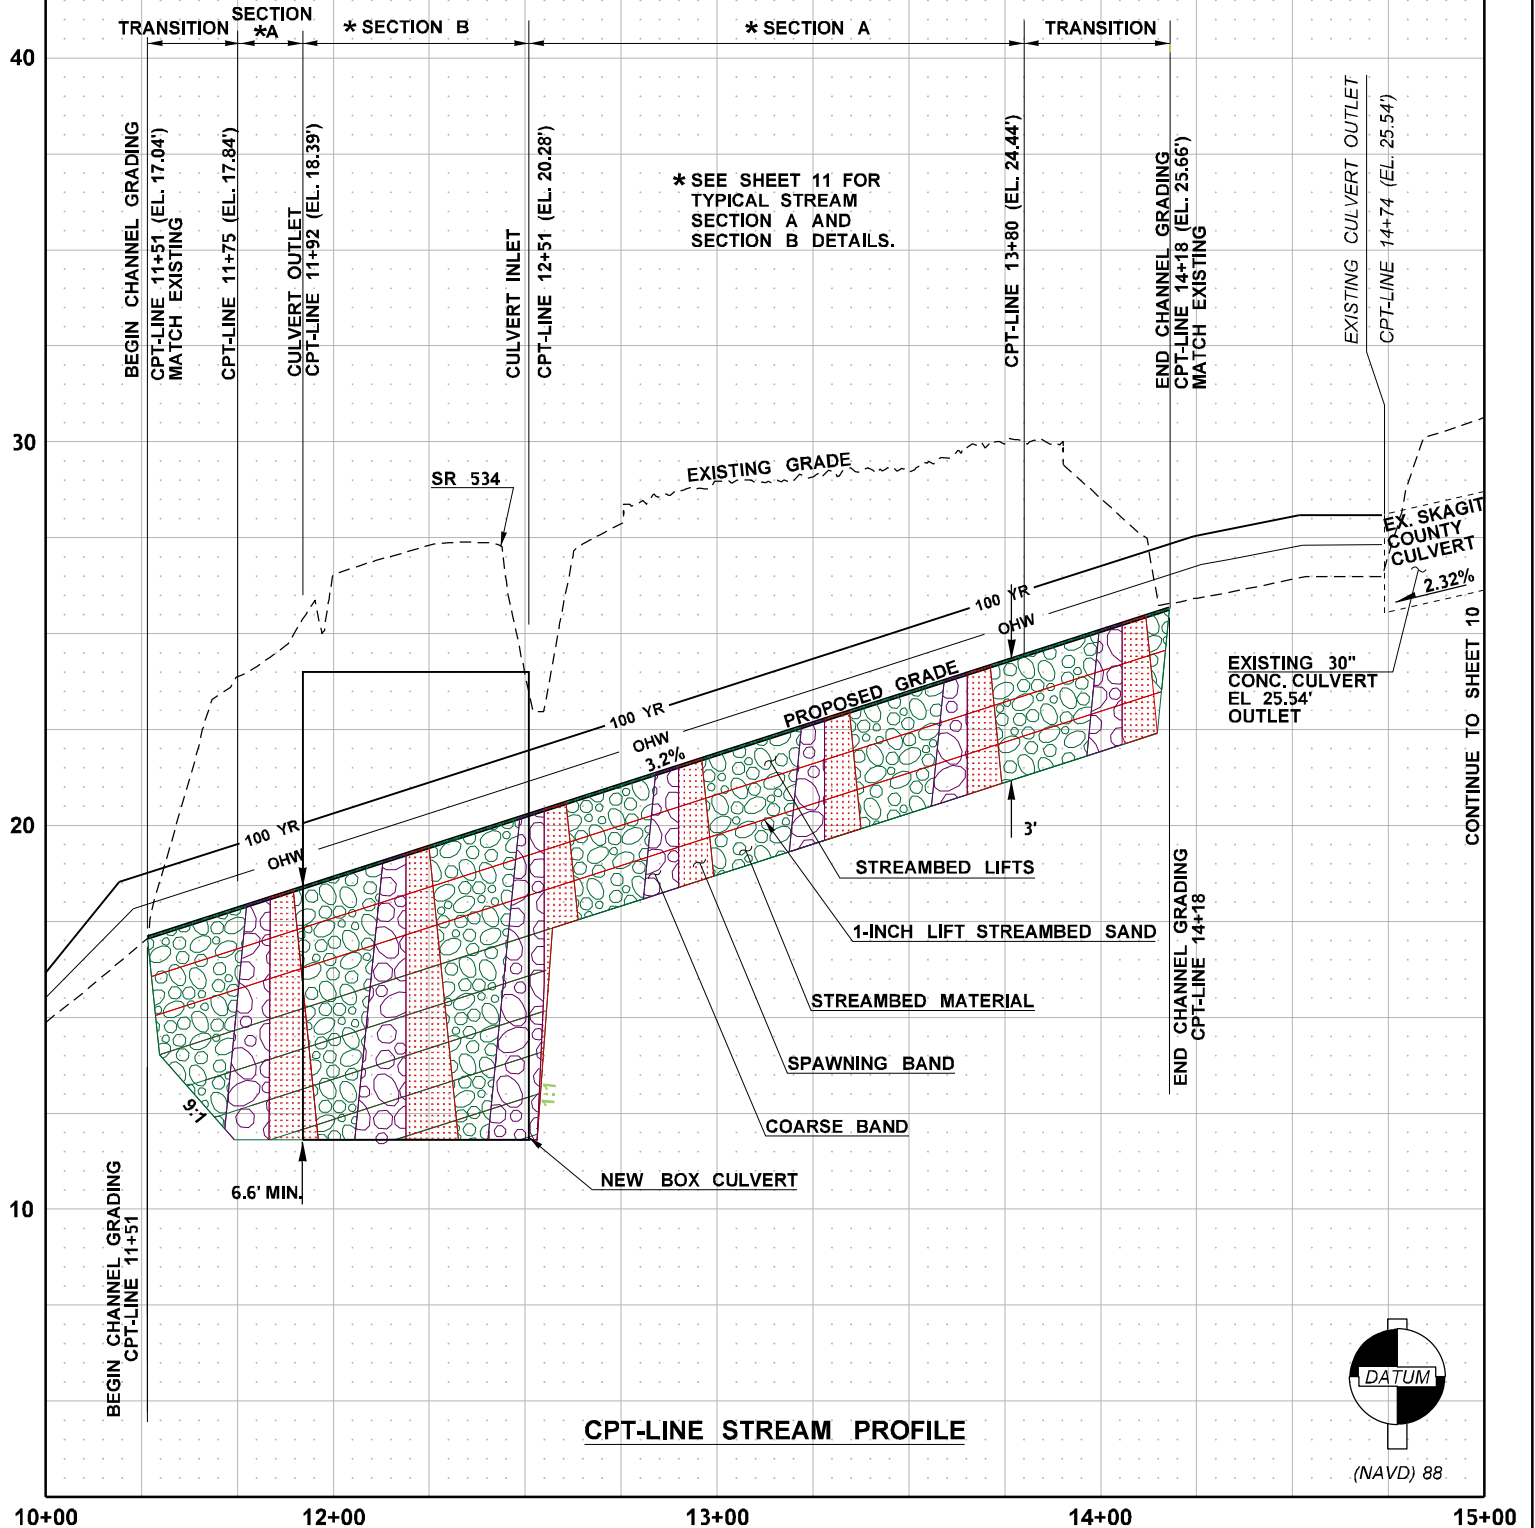 TRANSITION
SECTION
*A
* SECTION B
* SECTION A
TRANSITION
40
30
20
10
BEGIN CHANNEL GRADING
CPT-LINE 11+51 (EL. 17.04')
MATCH EXISTING
CPT-LINE 11+75 (EL. 17.84')
CULVERT OUTLET
CPT-LINE 11+92 (EL. 18.39')
CULVERT INLET
CPT-LINE 12+51 (EL. 20.28')
* SEE SHEET 11 FOR
TYPICAL STREAM
SECTION A AND
SECTION B DETAILS.
CPT-LINE 13+80 (EL. 24.44')
END CHANNEL GRADING
CPT-LINE 14+18 (EL. 25.66')
MATCH EXISTING
EXISTING CULVERT OUTLET
CPT-LINE 14+74 (EL. 25.54')
SR 534
EXISTING GRADE
EX. SKAGIT
COUNTY
CULVERT
2.32%
100 YR
OHW
100 YR
OHW
3.2%
PROPOSED GRADE
100 YR
OHW
EXISTING 30"
CONC. CULVERT
EL 25.54'
OUTLET
CONTINUE TO SHEET 10
3'
STREAMBED LIFTS
1-INCH LIFT STREAMBED SAND
STREAMBED MATERIAL
SPAWNING BAND
COARSE BAND
NEW BOX CULVERT
9:1
1:1
6.6' MIN.
END CHANNEL GRADING
CPT-LINE 14+18
BEGIN CHANNEL GRADING
CPT-LINE 11+51
CPT-LINE STREAM PROFILE
DATUM
(NAVD) 88
10+00
12+00
13+00
14+00
15+00